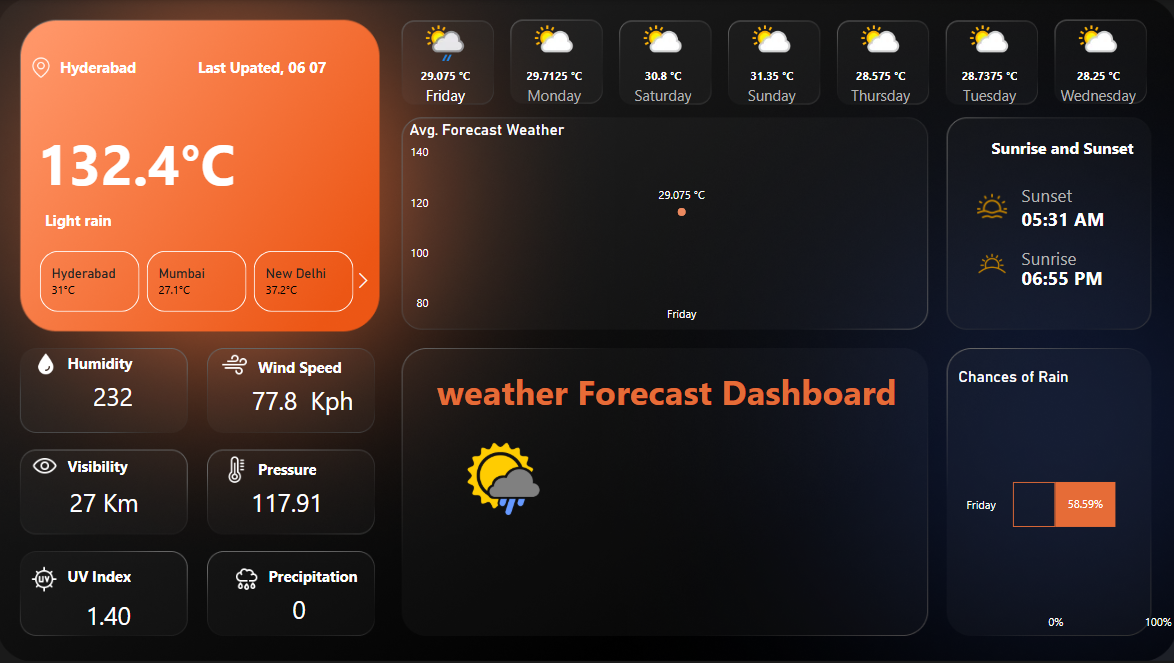 Hyderabad
Last Upated, 06 07
132.4°C
Light rain
Hyderabad
31°C
Mumbai
27.1°C
New Delhi
37.2°C
29.075 °C
Friday
29.7125 °C
Monday
30.8 °C
Saturday
31.35 °C
Sunday
28.575 °C
Thursday
28.7375 °C
Tuesday
28.25 °C
Wednesday
Avg. Forecast Weather
140
120
100
80
29.075 °C
Friday
Sunrise and Sunset
Sunset
05:31 AM
Sunrise
06:55 PM
Humidity
232
Wind Speed
77.8 Kph
Visibility
27 Km
Pressure
117.91
UV
UV Index
1.40
Precipitation
0
weather Forecast Dashboard
Chances of Rain
Friday
58.59%
0%
100%